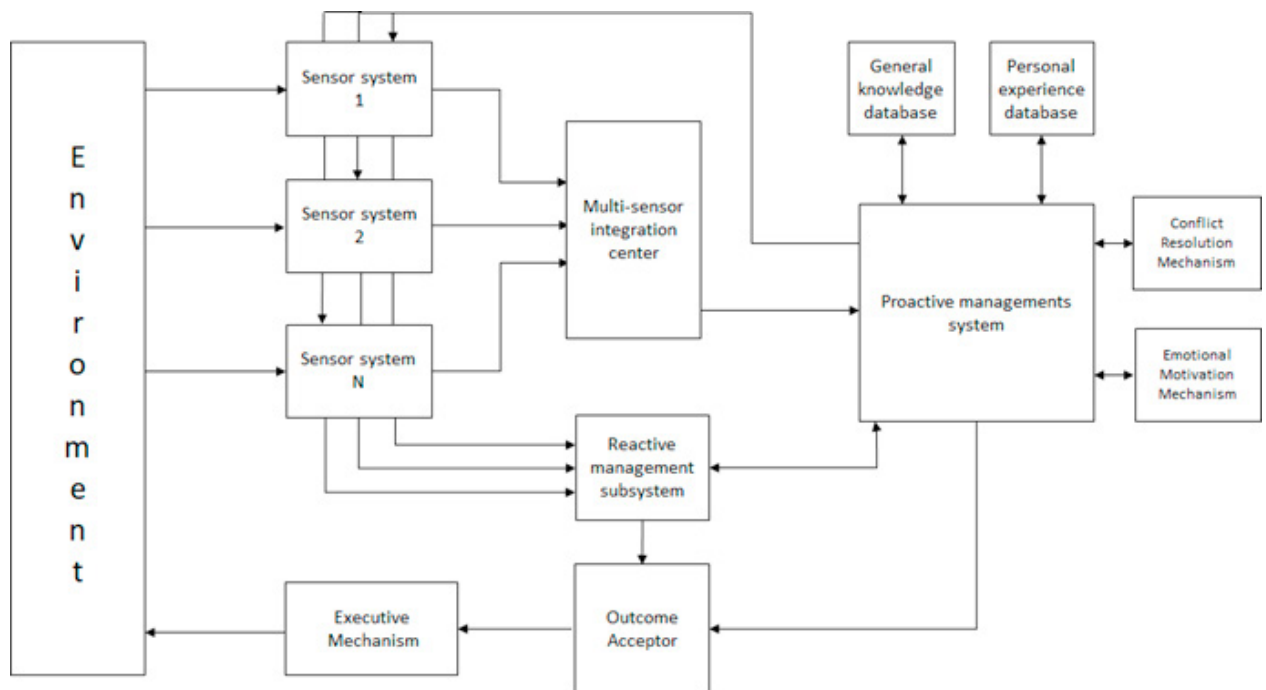 Environment
Sensor system
1
Sensor system
2
Sensor system
N
Multi-sensor
integration
center
General
knowledge
database
Personal
experience
database
Proactive managements
system
Conflict
Resolution
Mechanism
Emotional
Motivation
Mechanism
Reactive
management
subsystem
Executive
Mechanism
Outcome
Acceptor